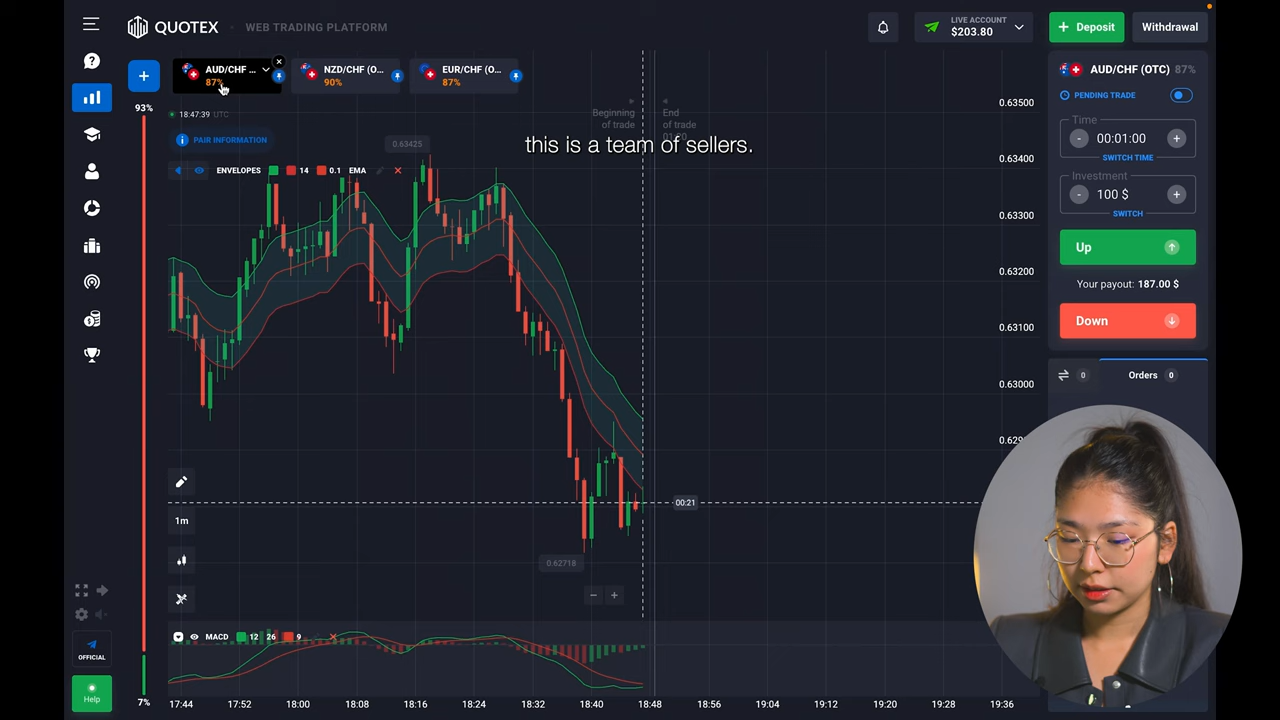 QUOTEX
WEB TRADING PLATFORM
LIVE ACCOUNT
$203.80
Deposit
Withdrawal
AUD/CHF ...
87%
NZD/CHF (O...
90%
EUR/CHF (O...
87%
93%
18:47:39 UTC
PAIR INFORMATION
ENVELOPES 14 0.1 EMA
0.63425
Beginning
of trade
End
of trade
this is a team of sellers.
0.63500
0.63400
0.63300
0.63200
0.63100
0.63000
00:21
0.62718
1m
MACD 12 26 9
7%
17:44 17:52 18:00 18:08 18:16 18:24 18:32 18:40 18:48 18:56 19:04 19:12 19:20 19:28 19:36
OFFICIAL
Help
AUD/CHF (OTC) 87%
PENDING TRADE
Time
- 00:01:00 +
SWITCH TIME
Investment
- 100 $ +
SWITCH
Up
Your payout: 187.00 $
Down
0
Orders 0